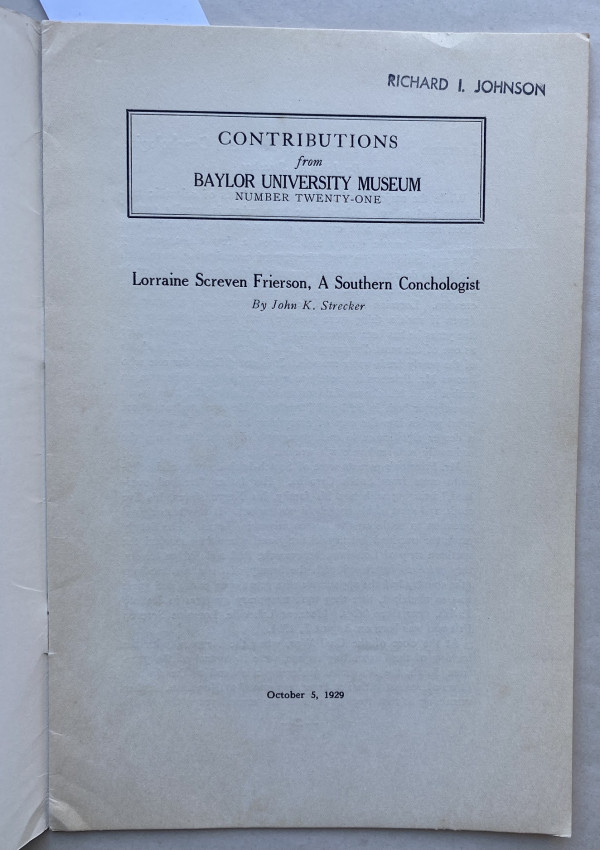 RICHARD I. JOHNSON
CONTRIBUTIONS
from
BAYLOR UNIVERSITY MUSEUM
NUMBER TWENTY-ONE
Lorraine Screven Frierson, A Southern Conchologist
By John K. Strecker
October 5, 1929